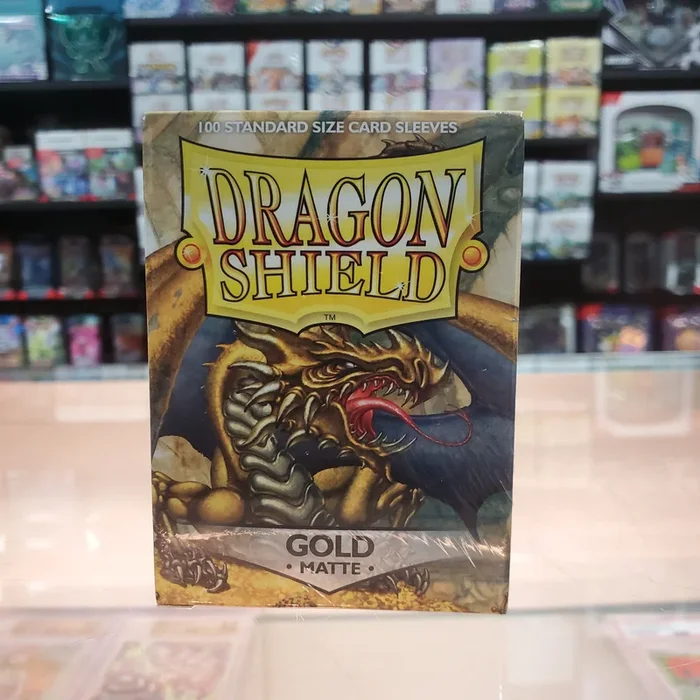 100 STANDARD SIZE CARD SLEEVES
DRAGON
SHIELD
TM
GOLD
• MATTE •